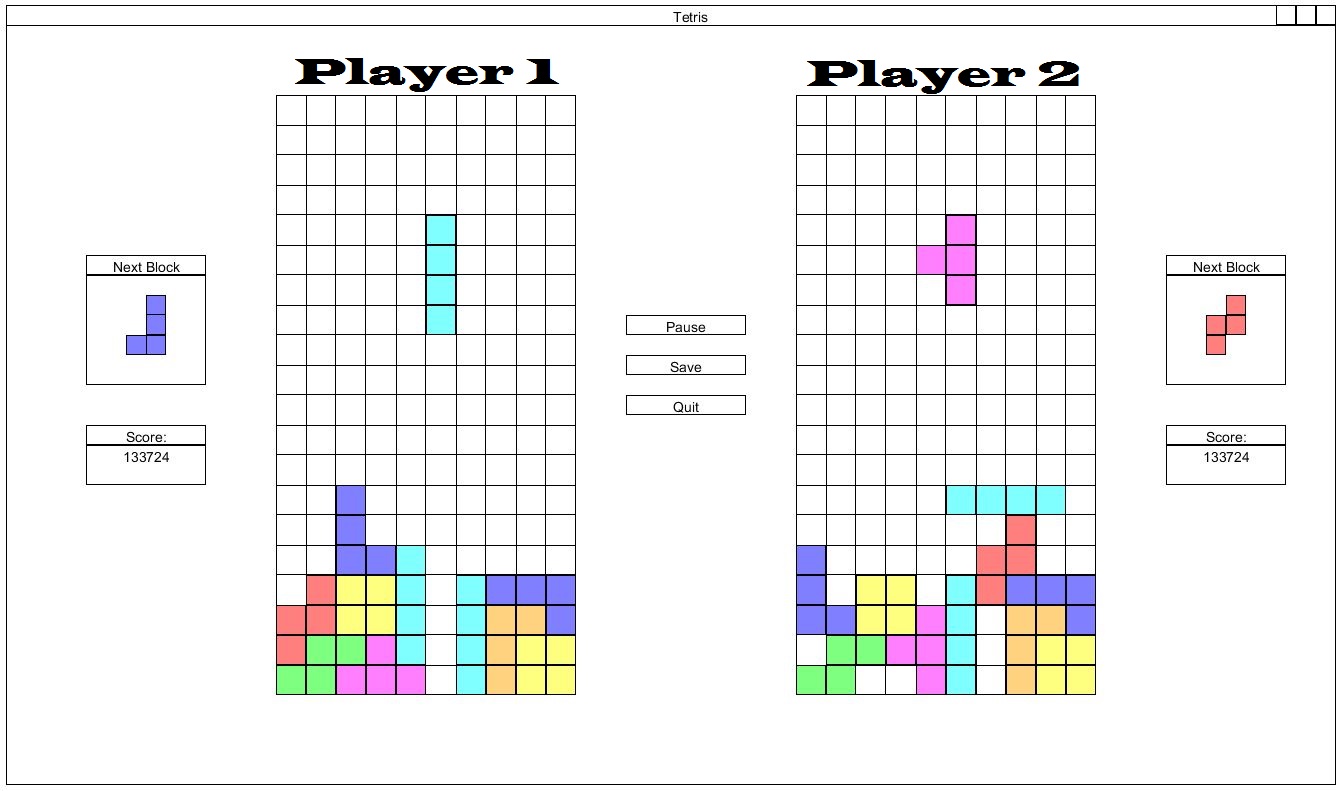 Tetris
Player 1
Player 2
Next Block
Next Block
Pause
Save
Quit
Score:
133724
Score:
133724